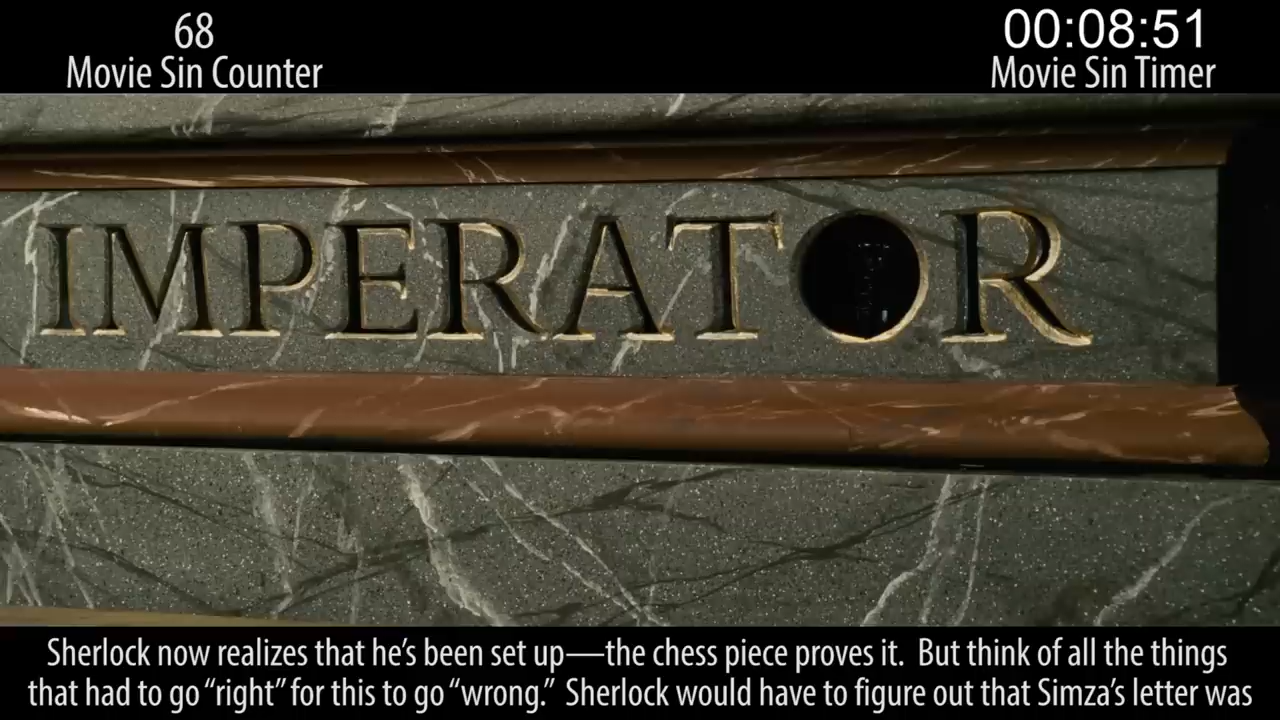 68
Movie Sin Counter
00:08:51
Movie Sin Timer
IMPERATOR
Sherlock now realizes that he's been set up—the chess piece proves it. But think of all the things
that had to go “right” for this to go “wrong.” Sherlock would have to figure out that Simza's letter was